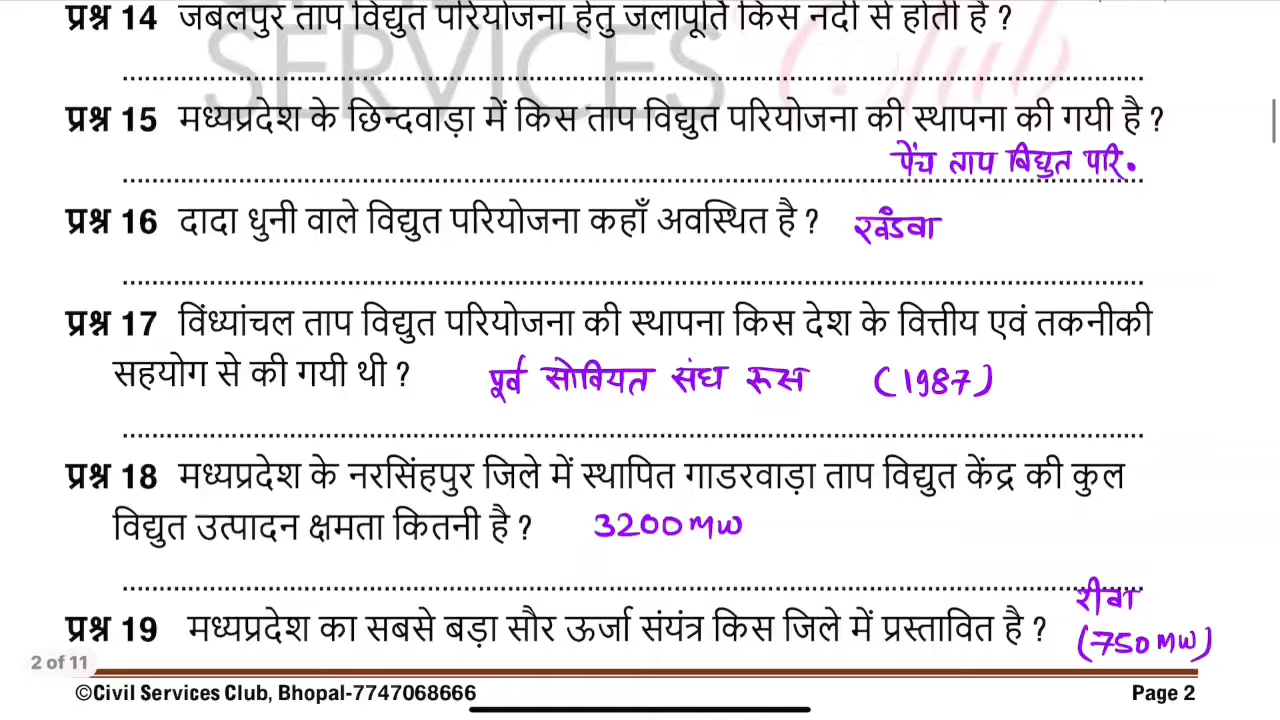 प्रश्न 14 जबलपुर ताप विद्युत परियोजना हेतु जलापूर्ति किस नदी से होती है ?
SERVICES Club
प्रश्न 15 मध्यप्रदेश के छिन्दवाड़ा में किस ताप विद्युत परियोजना की स्थापना की गयी है ?
पेंच ताप विद्युत परि.
प्रश्न 16 दादा धुनी वाले विद्युत परियोजना कहाँ अवस्थित है ? खंडवा
प्रश्न 17 विंध्यांचल ताप विद्युत परियोजना की स्थापना किस देश के वित्तीय एवं तकनीकी
सहयोग से की गयी थी ? पूर्व सोवियत संघ रूस (1987)
प्रश्न 18 मध्यप्रदेश के नरसिंहपुर जिले में स्थापित गाडरवाड़ा ताप विद्युत केंद्र की कुल
विद्युत उत्पादन क्षमता कितनी है ? 3200 MW
रीवा
प्रश्न 19 मध्यप्रदेश का सबसे बड़ा सौर ऊर्जा संयंत्र किस जिले में प्रस्तावित है ? (750 MW)
2 of 11
©Civil Services Club, Bhopal-7747068666 Page 2